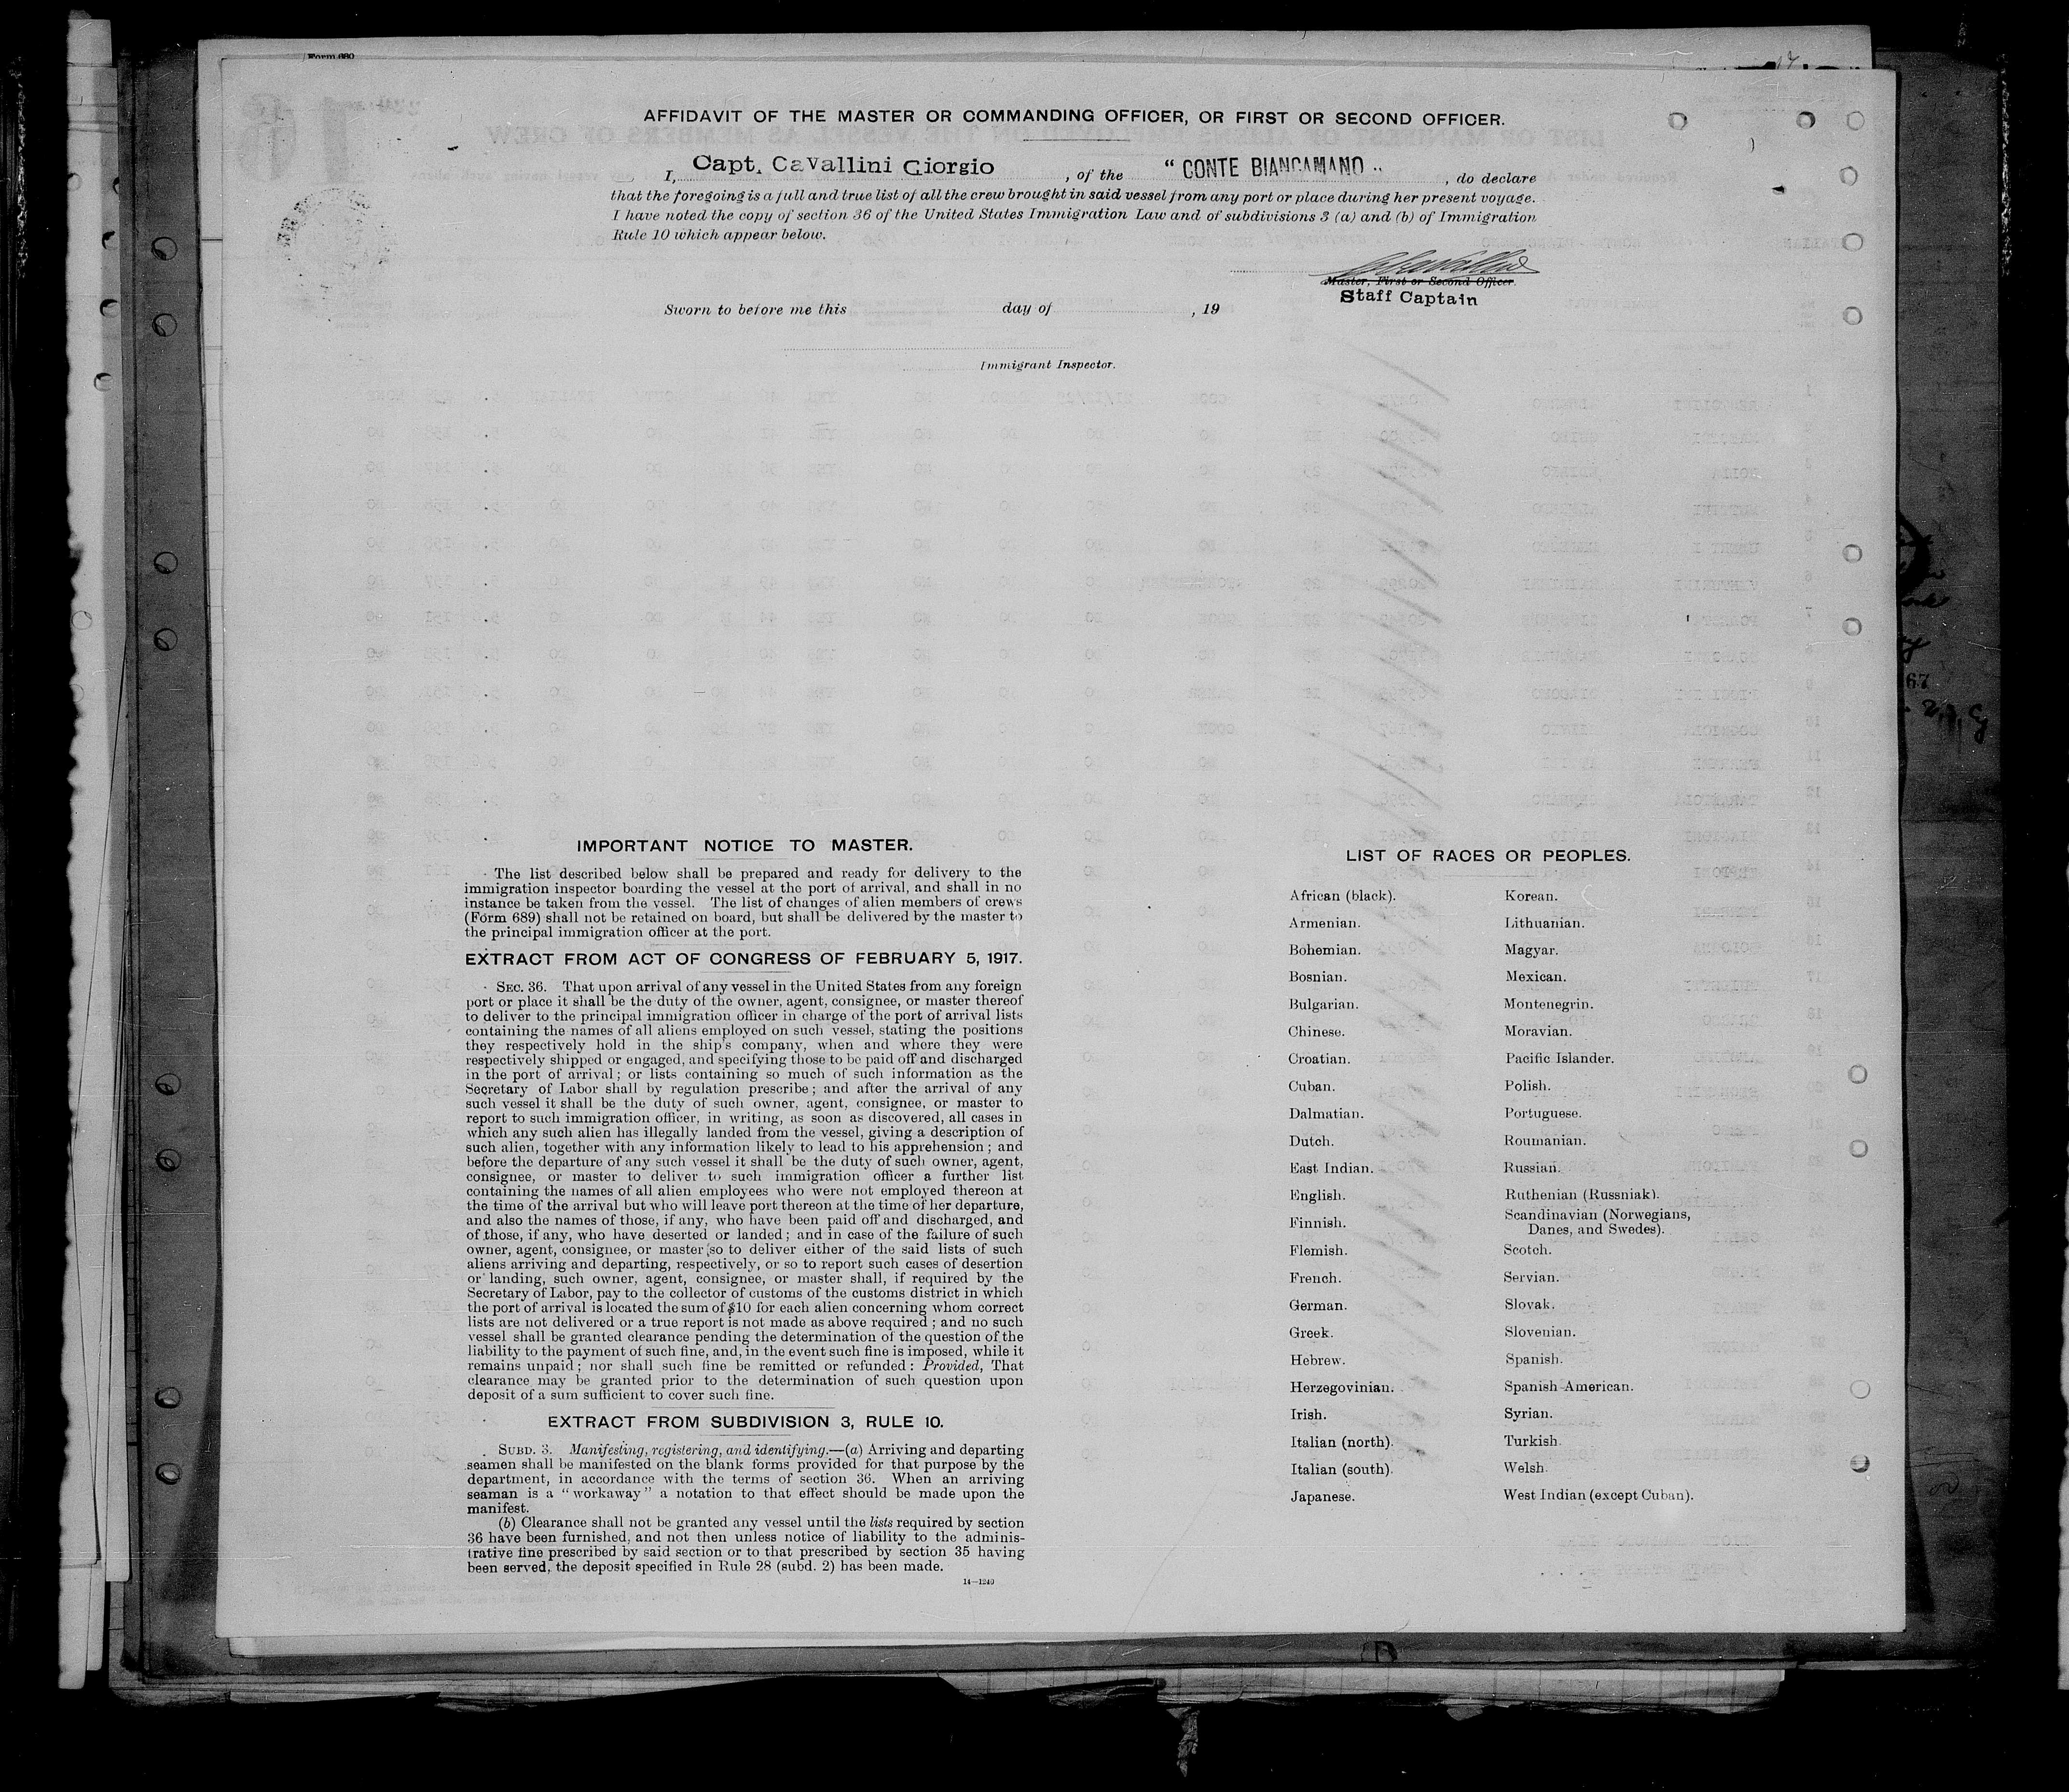 Form 680
AFFIDAVIT OF THE MASTER OR COMMANDING OFFICER, OR FIRST OR SECOND OFFICER.
I, Capt. Cavallini Giorgio , of the " CONTE BIANCAMANO " , do declare
that the foregoing is a full and true list of all the crew brought in said vessel from any port or place during her present voyage.
I have noted the copy of section 36 of the United States Immigration Law and of subdivisions 3 (a) and (b) of Immigration
Rule 10 which appear below.
Master, First or Second Officer.
Staff Captain
Sworn to before me this day of , 19
Immigrant Inspector.
IMPORTANT NOTICE TO MASTER.
The list described below shall be prepared and ready for delivery to the
immigration inspector boarding the vessel at the port of arrival, and shall in no
instance be taken from the vessel. The list of changes of alien members of crews
(Form 689) shall not be retained on board, but shall be delivered by the master to
the principal immigration officer at the port.
EXTRACT FROM ACT OF CONGRESS OF FEBRUARY 5, 1917.
SEC. 36. That upon arrival of any vessel in the United States from any foreign
port or place it shall be the duty of the owner, agent, consignee, or master thereof
to deliver to the principal immigration officer in charge of the port of arrival lists
containing the names of all aliens employed on such vessel, stating the positions
they respectively hold in the ship's company, when and where they were
respectively shipped or engaged, and specifying those to be paid off and discharged
in the port of arrival; or lists containing so much of such information as the
Secretary of Labor shall by regulation prescribe; and after the arrival of any
such vessel it shall be the duty of such owner, agent, consignee, or master to
report to such immigration officer, in writing, as soon as discovered, all cases in
which any such alien has illegally landed from the vessel, giving a description of
such alien, together with any information likely to lead to his apprehension; and
before the departure of any such vessel it shall be the duty of such owner, agent,
consignee, or master to deliver to such immigration officer a further list
containing the names of all alien employees who were not employed thereon at
the time of the arrival but who will leave port thereon at the time of her departure,
and also the names of those, if any, who have been paid off and discharged, and
of those, if any, who have deserted or landed; and in case of the failure of such
owner, agent, consignee, or master so to deliver either of the said lists of such
aliens arriving and departing, respectively, or so to report such cases of desertion
or landing, such owner, agent, consignee, or master shall, if required by the
Secretary of Labor, pay to the collector of customs of the customs district in which
the port of arrival is located the sum of $10 for each alien concerning whom correct
lists are not delivered or a true report is not made as above required; and no such
vessel shall be granted clearance pending the determination of the question of the
liability to the payment of such fine, and, in the event such fine is imposed, while it
remains unpaid; nor shall such fine be remitted or refunded: Provided, That
clearance may be granted prior to the determination of such question upon
deposit of a sum sufficient to cover such fine.
EXTRACT FROM SUBDIVISION 3, RULE 10.
SUBD. 3. Manifesting, registering, and identifying.—(a) Arriving and departing
seamen shall be manifested on the blank forms provided for that purpose by the
department, in accordance with the terms of section 36. When an arriving
seaman is a "workaway" a notation to that effect should be made upon the
manifest.
(b) Clearance shall not be granted any vessel until the lists required by section
36 have been furnished, and not then unless notice of liability to the adminis-
trative fine prescribed by said section or to that prescribed by section 35 having
been served, the deposit specified in Rule 28 (subd. 2) has been made.
14—1240
LIST OF RACES OR PEOPLES.
African (black).
Armenian.
Bohemian.
Bosnian.
Bulgarian.
Chinese.
Croatian.
Cuban.
Dalmatian.
Dutch.
East Indian.
English.
Finnish.
Flemish.
French.
German.
Greek.
Hebrew.
Herzegovinian.
Irish.
Italian (north).
Italian (south).
Japanese.
Korean.
Lithuanian.
Magyar.
Mexican.
Montenegrin.
Moravian.
Pacific Islander.
Polish.
Portuguese.
Roumanian.
Russian.
Ruthenian (Russniak).
Scandinavian (Norwegians,
Danes, and Swedes).
Scotch.
Servian.
Slovak.
Slovenian.
Spanish.
Spanish-American.
Syrian.
Turkish.
Welsh.
West Indian (except Cuban).
67